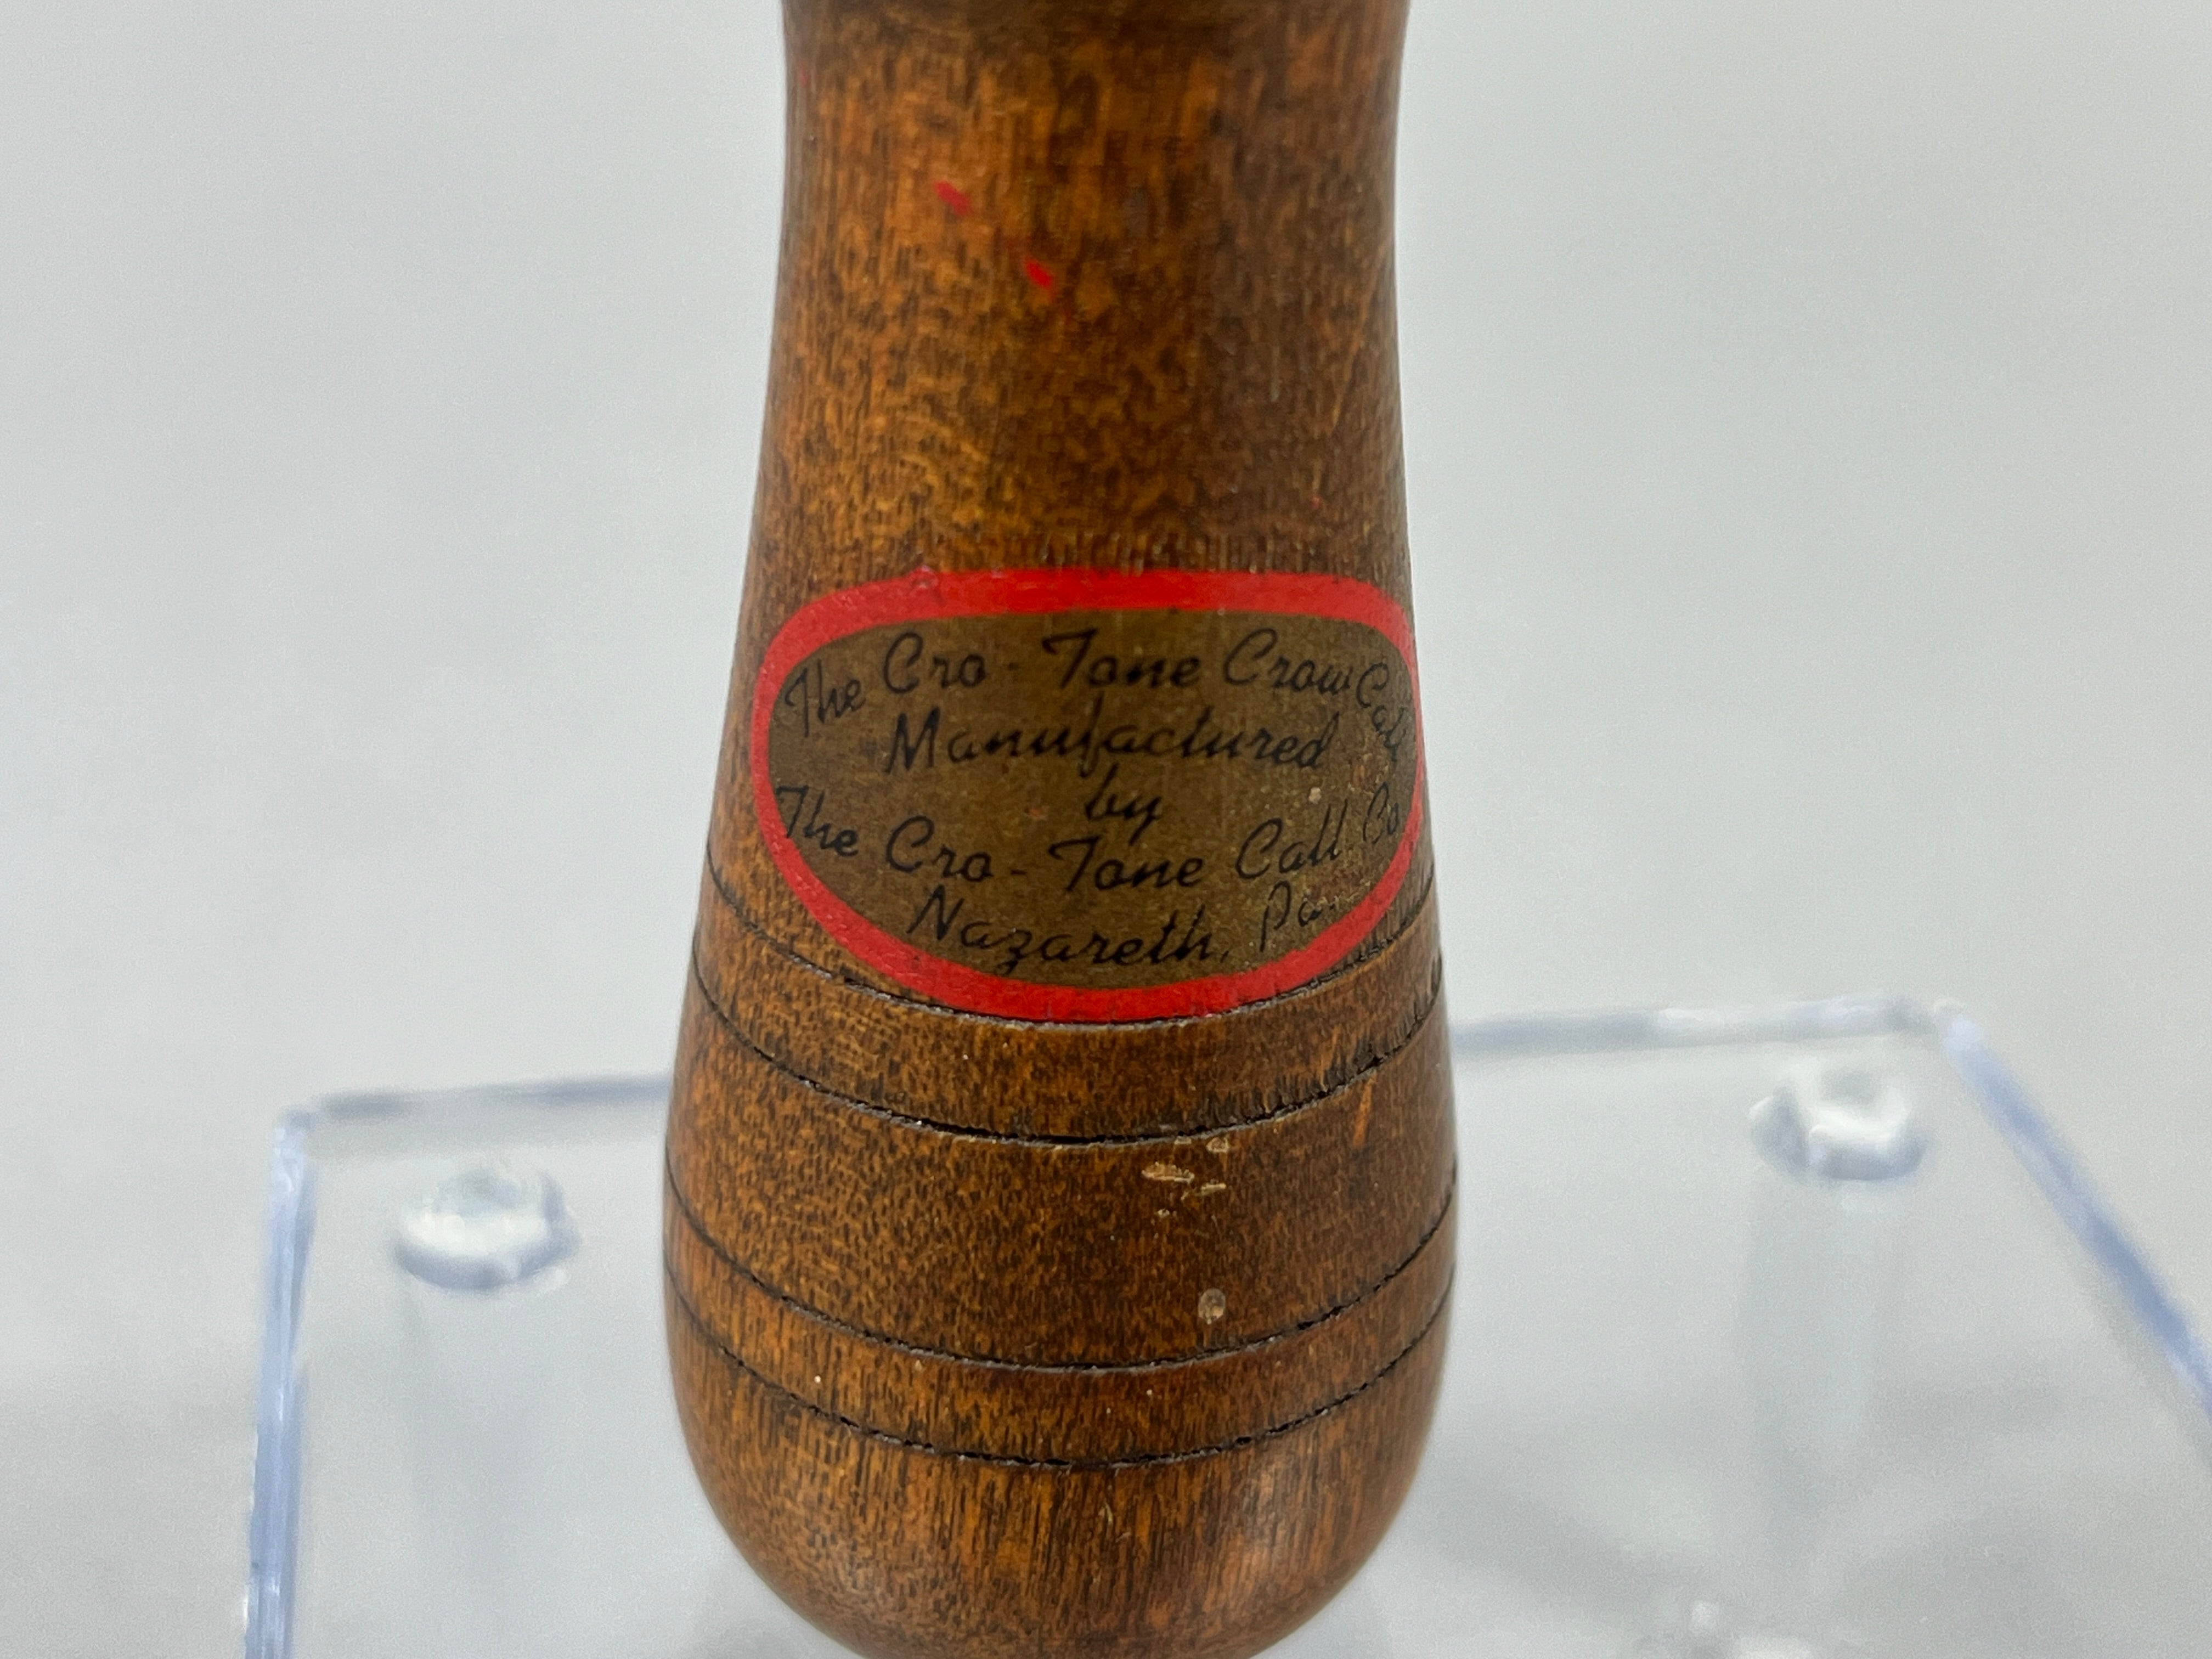 The Cro-Tone Crow Call
Manufactured
by
The Cro-Tone Call Co.
Nazareth, Pa.